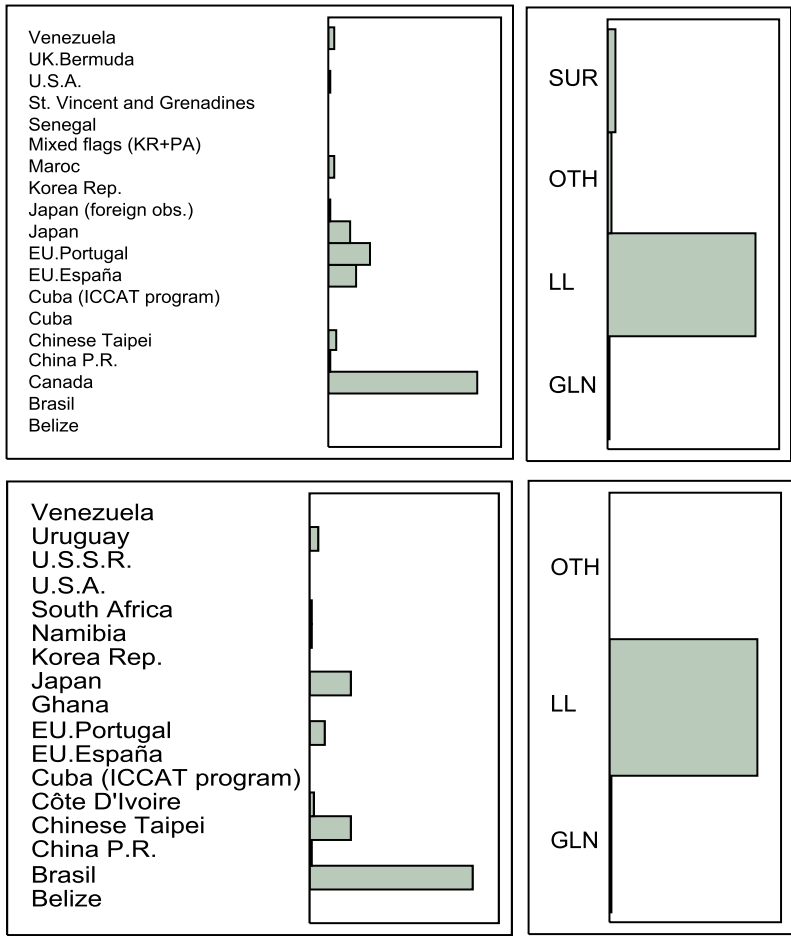 Venezuela
UK.Bermuda
U.S.A.
St. Vincent and Grenadines
Senegal
Mixed flags (KR+PA)
Maroc
Korea Rep.
Japan (foreign obs.)
Japan
EU.Portugal
EU.España
Cuba (ICCAT program)
Cuba
Chinese Taipei
China P.R.
Canada
Brasil
Belize
SUR
OTH
LL
GLN
Venezuela
Uruguay
U.S.S.R.
U.S.A.
South Africa
Namibia
Korea Rep.
Japan
Ghana
EU.Portugal
EU.España
Cuba (ICCAT program)
Côte D'Ivoire
Chinese Taipei
China P.R.
Brasil
Belize
OTH
LL
GLN